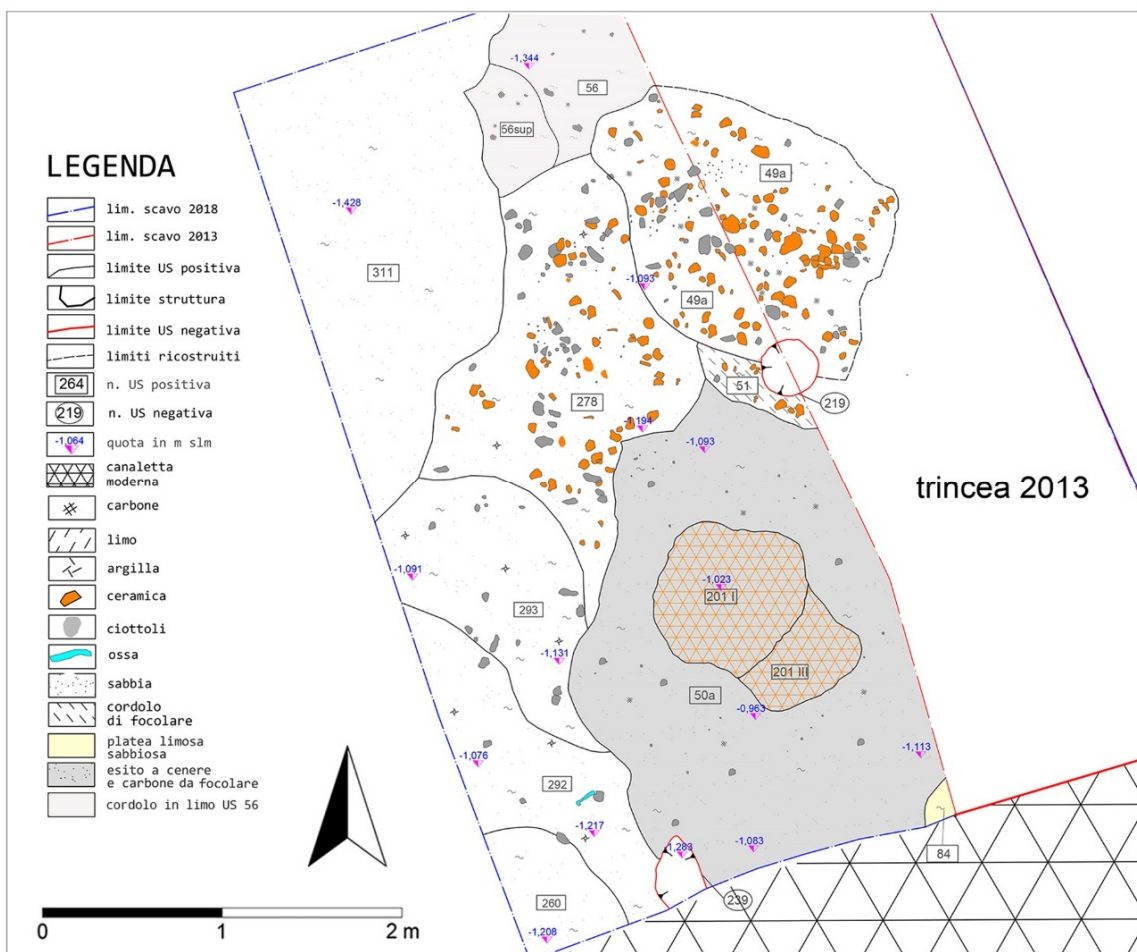 LEGENDA
lim. scavo 2018
lim. scavo 2013
limite US positiva
limite struttura
limite US negativa
limiti ricostruiti
264 n. US positiva
219 n. US negativa
-1,064 quota in m slm
canaletta
moderna
carbone
limo
argilla
ceramica
ciottoli
ossa
sabbia
cordolo
di focolare
platea limosa
sabbiosa
esito a cenere
e carbone da focolare
cordolo in limo US 56
0 1 2 m
-1,344
56
56sup
49a
-1,428
311
-1,093
49a
51
219
278
-1,194
-1,093
trincea 2013
-1,091
-1,023
201 I
293
-1,131
201 III
50a
-0,963
-1,076
-1,113
292
-1,217
-1,283
-1,083
84
239
260
-1,208